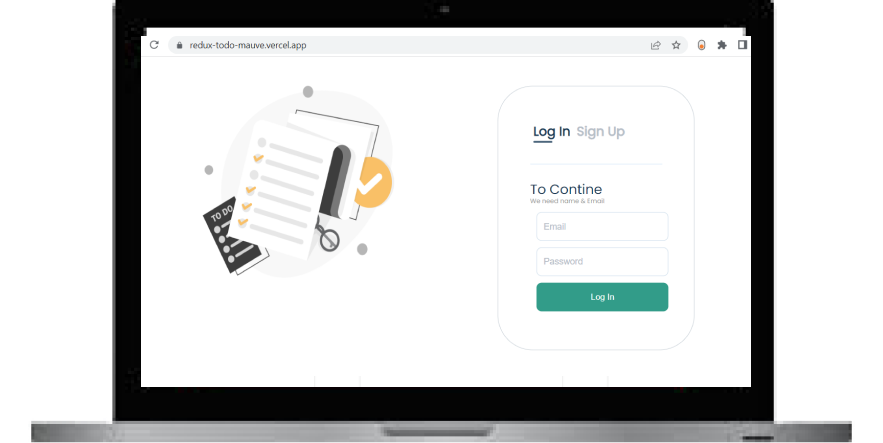 redux-todo-mauve.vercel.app
Log In Sign Up
To Contine
We need name & Email
Email
Password
Log In
TO DO